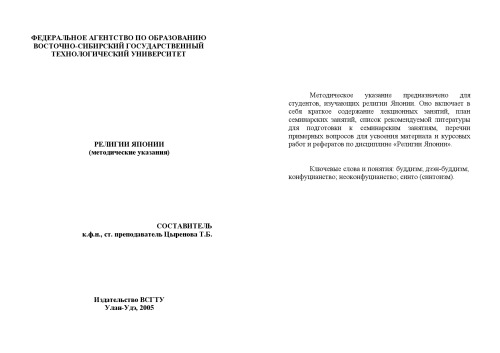 ФЕДЕРАЛЬНОЕ АГЕНТСТВО ПО ОБРАЗОВАНИЮ
ВОСТОЧНО-СИБИРСКИЙ ГОСУДАРСТВЕННЫЙ
ТЕХНОЛОГИЧЕСКИЙ УНИВЕРСИТЕТ
РЕЛИГИИ ЯПОНИИ
(методические указания)
СОСТАВИТЕЛЬ
к.ф.н., ст. преподаватель Цыренова Т.Б.
Издательство ВСГТУ
Улан-Удэ, 2005
Методическое указание предназначено для
студентов, изучающих религии Японии. Оно включает в
себя краткое содержание лекционных занятий, план
семинарских занятий, список рекомендуемой литературы
для подготовки к семинарским занятиям, перечни
примерных вопросов для усвоения материала и курсовых
работ и рефератов по дисциплине «Религии Японии».
Ключевые слова и понятия: буддизм, дзэн-буддизм,
конфуцианство, неоконфуцианство, синто (синтоизм).